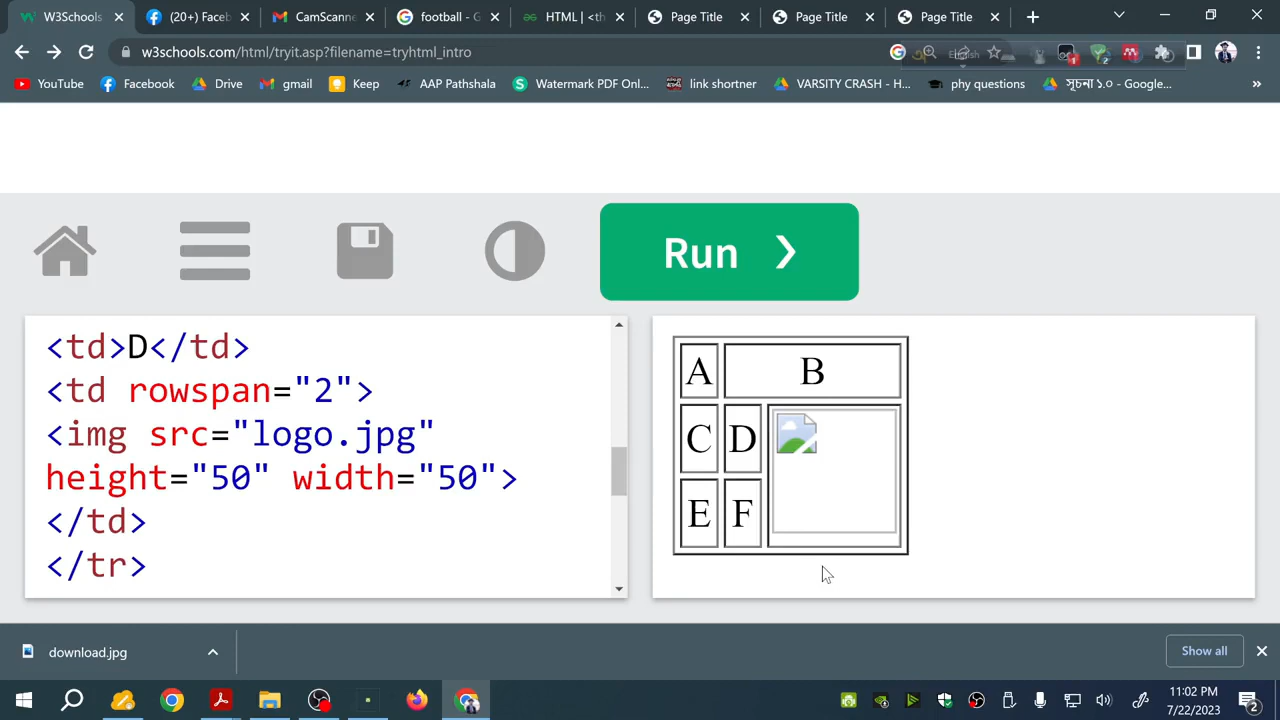 W3Schools
(20+) Faceb
CamScanne
football - G
HTML | <th
Page Title
Page Title
Page Title
w3schools.com/html/tryit.asp?filename=tryhtml_intro
English
YouTube
Facebook
Drive
gmail
Keep
AAP Pathshala
Watermark PDF Onl...
link shortner
VARSITY CRASH - H...
phy questions
সূচনা ১.০ - Google...
»
Run ❯
<td>D</td>
<td rowspan="2">
<img src="logo.jpg"
height="50" width="50">
</td>
</tr>
A B
C D
E F
download.jpg
Show all
11:02 PM
7/22/2023